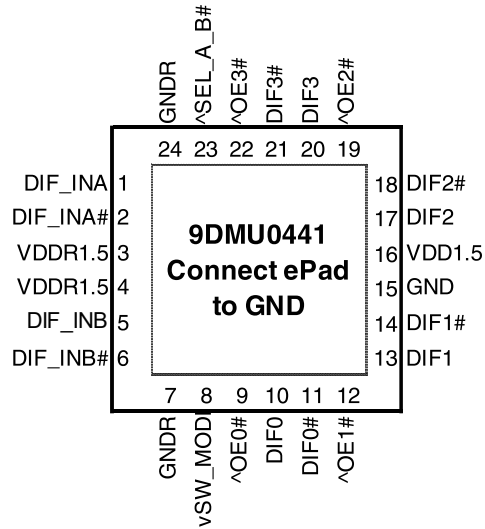 GNDR
^SEL_A_B#
^OE3#
DIF3#
DIF3
^OE2#
24 23 22 21 20 19
DIF_INA 1
DIF_INA# 2
VDDR1.5 3
VDDR1.5 4
DIF_INB 5
DIF_INB# 6
9DMU0441
Connect ePad
to GND
18 DIF2#
17 DIF2
16 VDD1.5
15 GND
14 DIF1#
13 DIF1
7 8 9 10 11 12
GNDR
vSW_MODE
^OE0#
DIF0
DIF0#
^OE1#